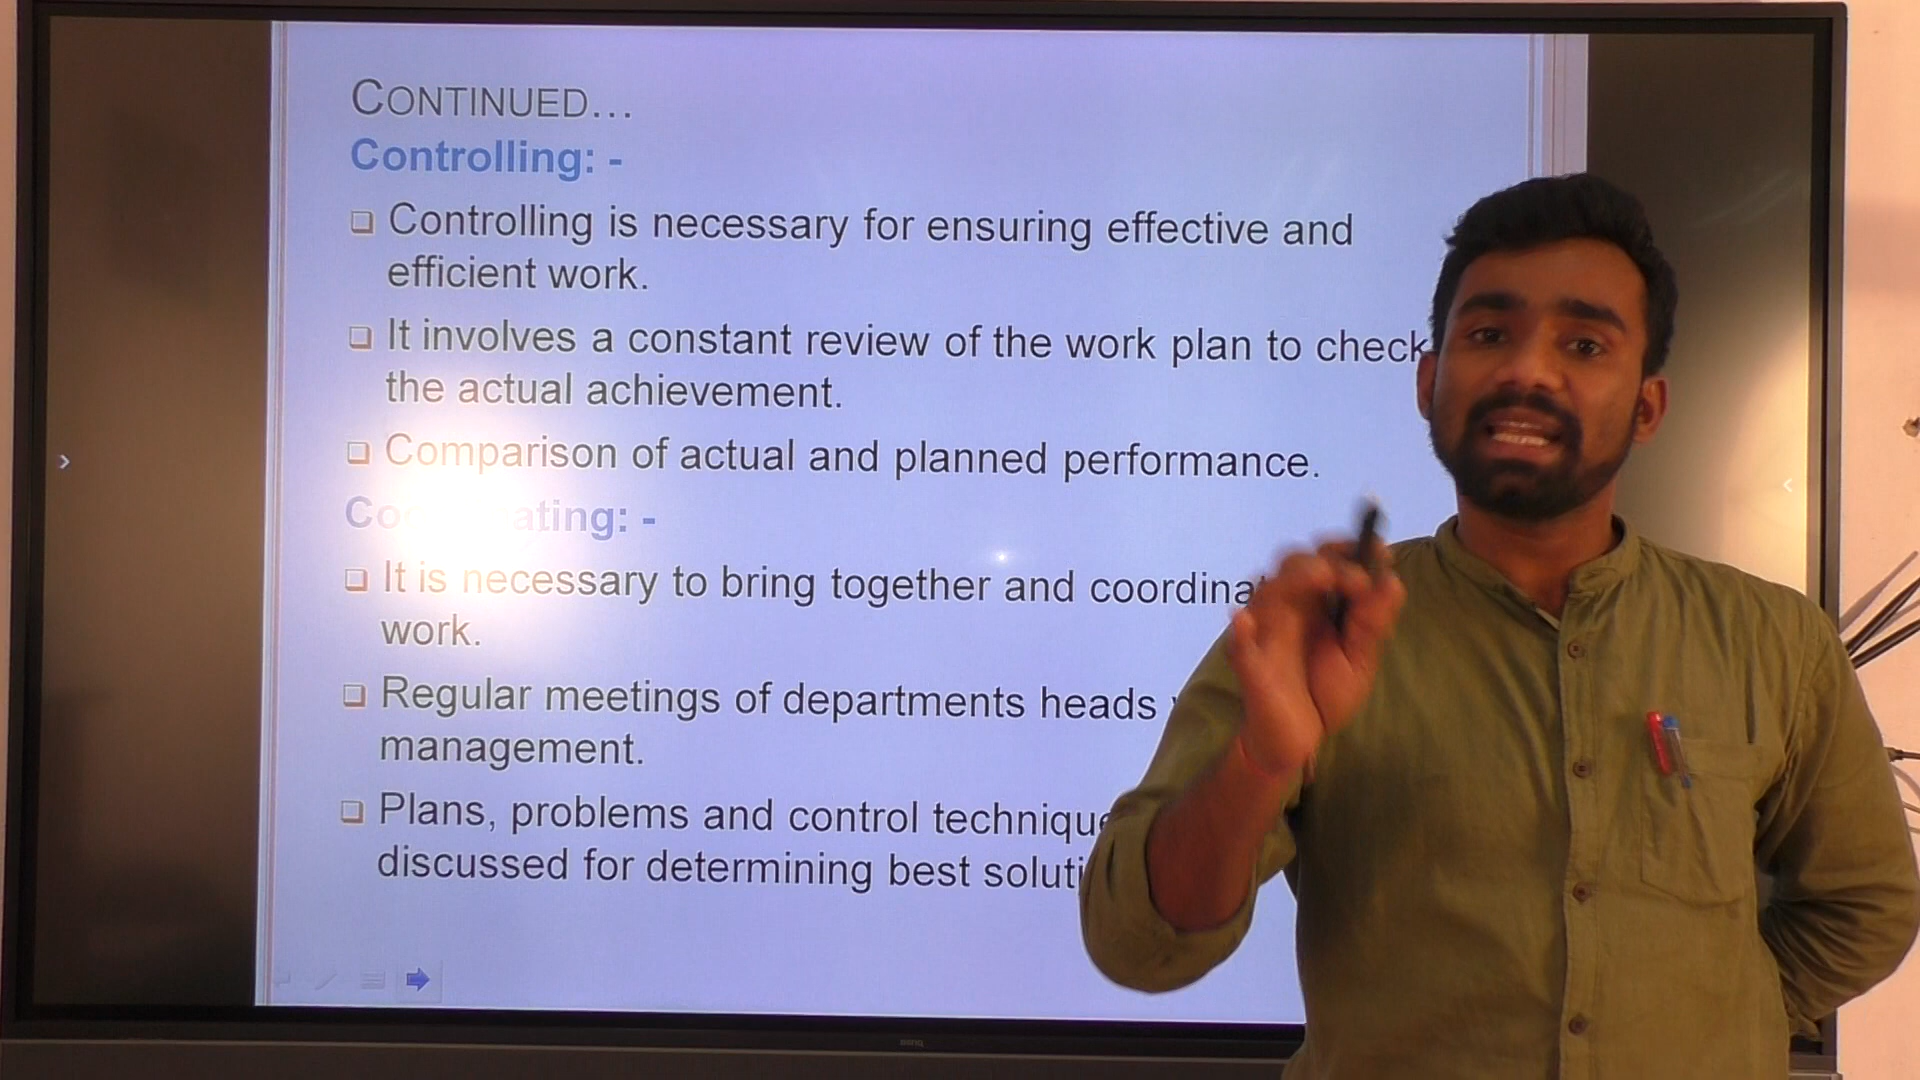 CONTINUED...
Controlling: -
Controlling is necessary for ensuring effective and
efficient work.
It involves a constant review of the work plan to check
the actual achievement.
Comparison of actual and planned performance.
It is necessary to bring together and
work.
Regular meetings of departments heads
management.
Plans, problems and control
discussed for determining best
BenQ